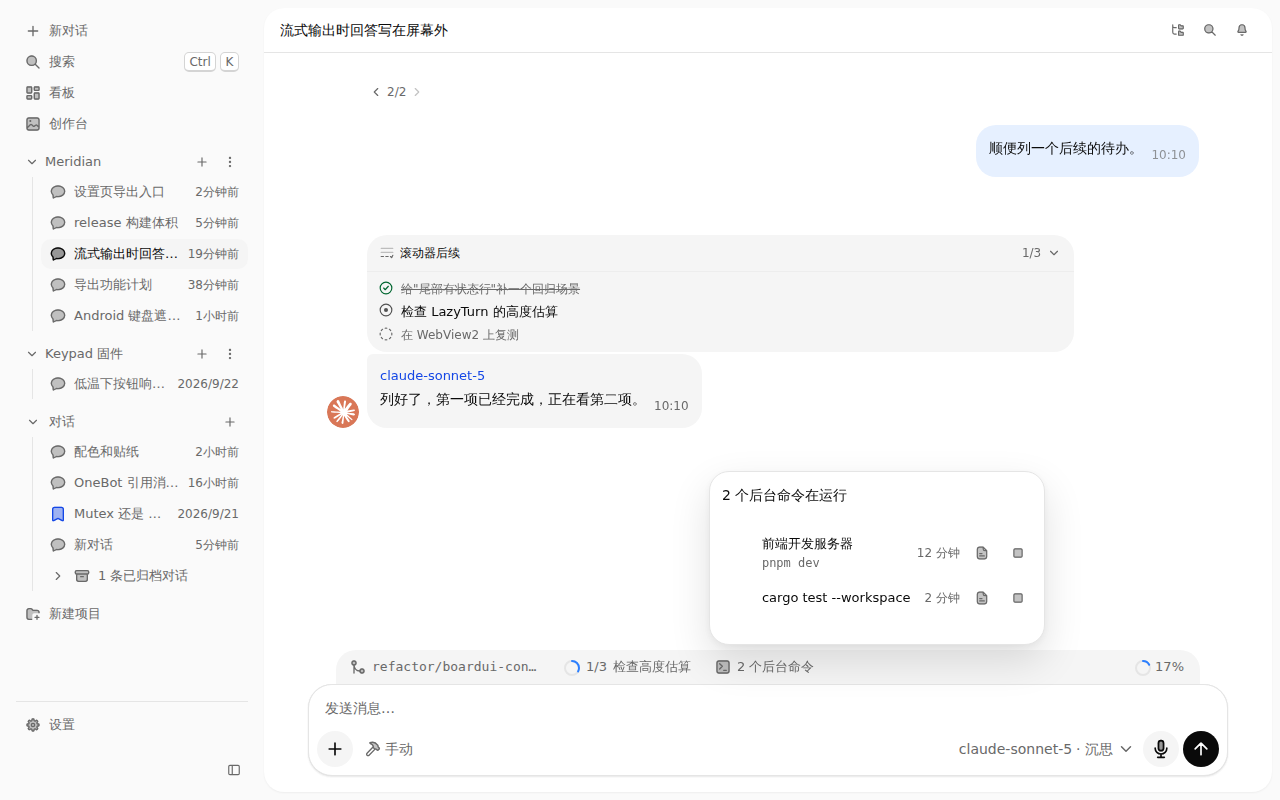 新对话
搜索 Ctrl K
看板
创作台
Meridian
设置页导出入口 2分钟前
release 构建体积 5分钟前
流式输出时回答… 19分钟前
导出功能计划 38分钟前
Android 键盘遮… 1小时前
Keypad 固件
低温下按钮响… 2026/9/22
对话
配色和贴纸 2小时前
OneBot 引用消… 16小时前
Mutex 还是 … 2026/9/21
新对话 5分钟前
1 条已归档对话
新建项目
设置
流式输出时回答写在屏幕外
2/2
顺便列一个后续的待办。 10:10
滚动器后续 1/3
给"尾部有状态行"补一个回归场景
检查 LazyTurn 的高度估算
在 WebView2 上复测
claude-sonnet-5
列好了，第一项已经完成，正在看第二项。 10:10
2 个后台命令在运行
前端开发服务器 12 分钟
pnpm dev
cargo test --workspace 2 分钟
refactor/boardui-con… 1/3 检查高度估算 2 个后台命令 17%
发送消息…
手动 claude-sonnet-5 · 沉思